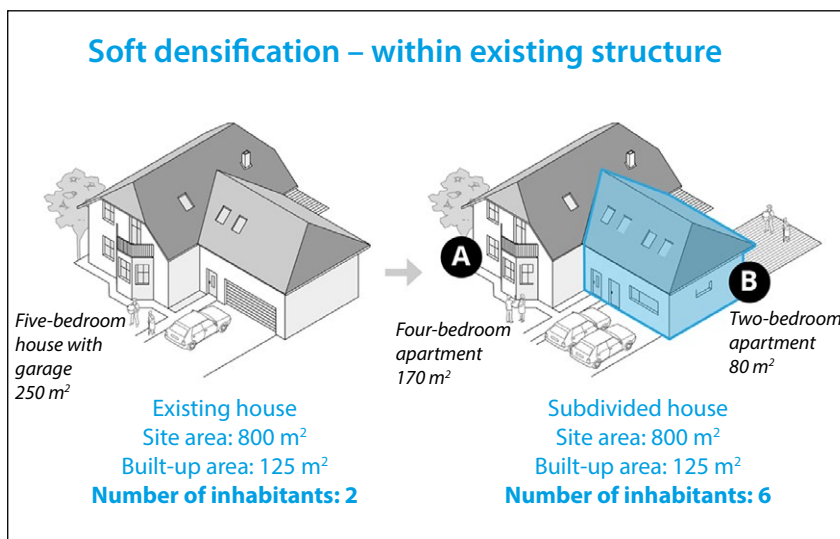 Soft densification – within existing structure
A
B
Five-bedroom
house with
garage
250 m²
Four-bedroom
apartment
170 m²
Two-bedroom
apartment
80 m²
Existing house
Site area: 800 m²
Built-up area: 125 m²
Number of inhabitants: 2
Subdivided house
Site area: 800 m²
Built-up area: 125 m²
Number of inhabitants: 6